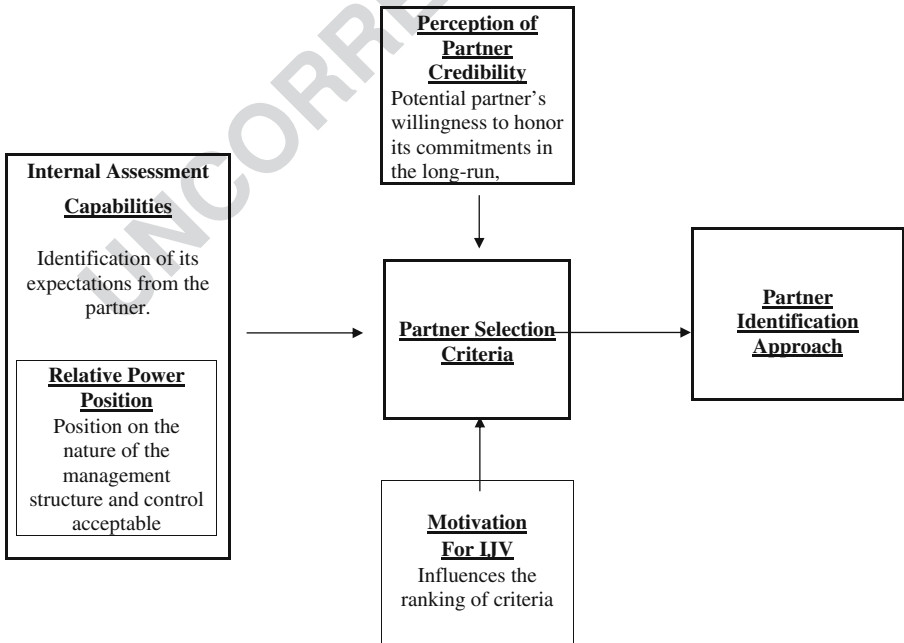 Perception of
Partner
Credibility
Potential partner’s
willingness to honor
its commitments in
the long-run,
Internal Assessment
Capabilities
Identification of its
expectations from the
partner.
Relative Power
Position
Position on the
nature of the
management
structure and control
acceptable
Partner Selection
Criteria
Partner
Identification
Approach
Motivation
For IJV
Influences the
ranking of criteria
UNCORRE